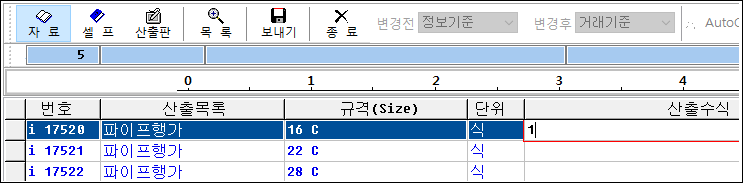 자 료 셀 프 산출판 목 록 보내기 종 료 변경전 정보기준 변경후 거래기준 Auto
5
0 1 2 3 4
번호 산출목록 규격(Size) 단위 산출수식
i 17520 파이프행가 16 C 식 1
i 17521 파이프행가 22 C 식
i 17522 파이프행가 28 C 식